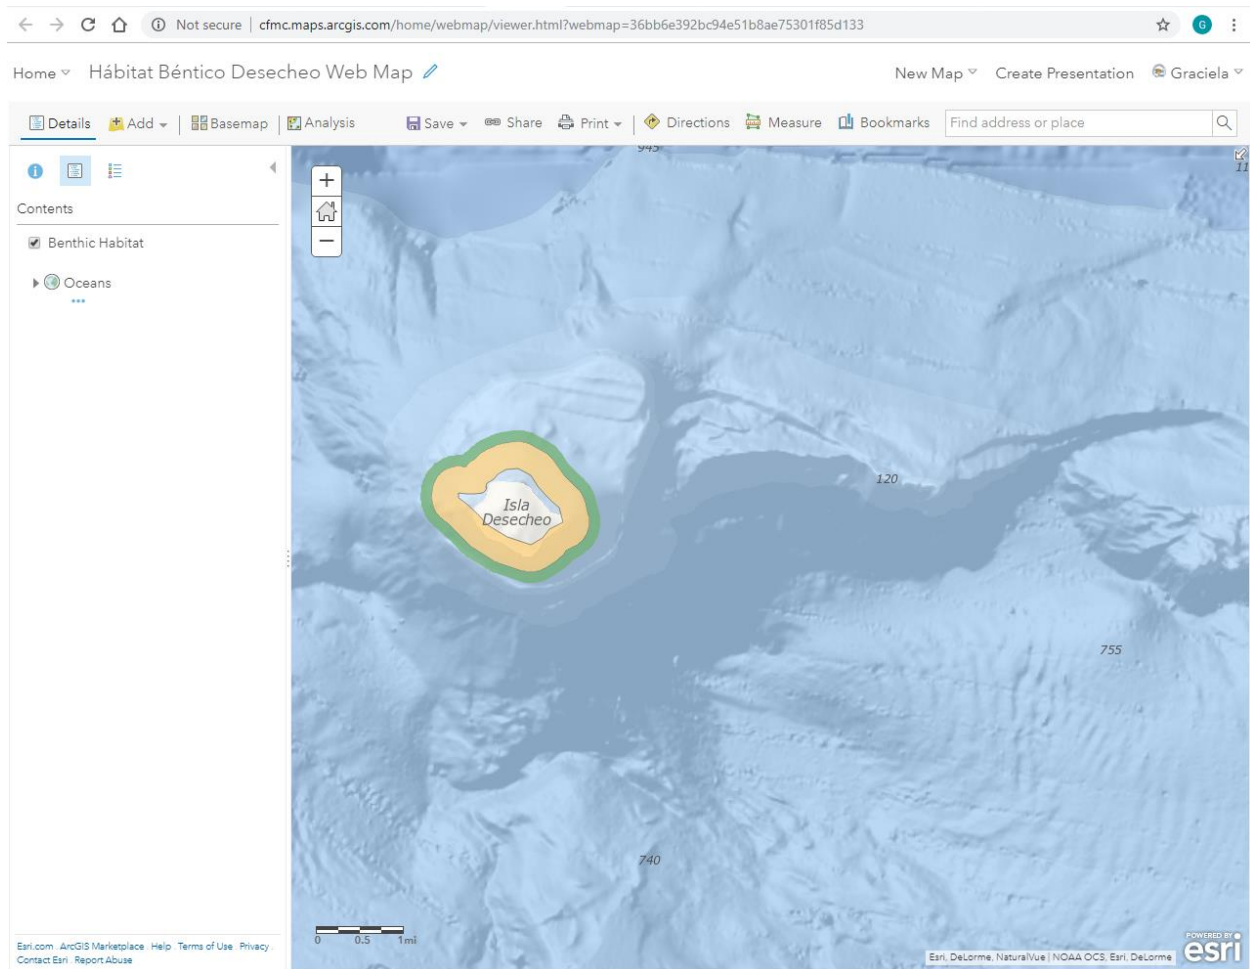 Not secure | cfmc.maps.arcgis.com/home/webmap/viewer.html?webmap=36bb6e392bc94e51b8ae75301f85d133
G
Home Hábitat Béntico Desecheo Web Map
New Map Create Presentation Graciela
Details Add Basemap Analysis Save Share Print Directions Measure Bookmarks Find address or place
945
11
Contents
Benthic Habitat
Oceans
120
Isla
Desecheo
755
740
0 0.5 1mi
Esri.com ArcGIS Marketplace Help Terms of Use Privacy
Contact Esri Report Abuse
Esri, DeLorme, NaturalVue | NOAA OCS, Esri, DeLorme
POWERED BY
esri